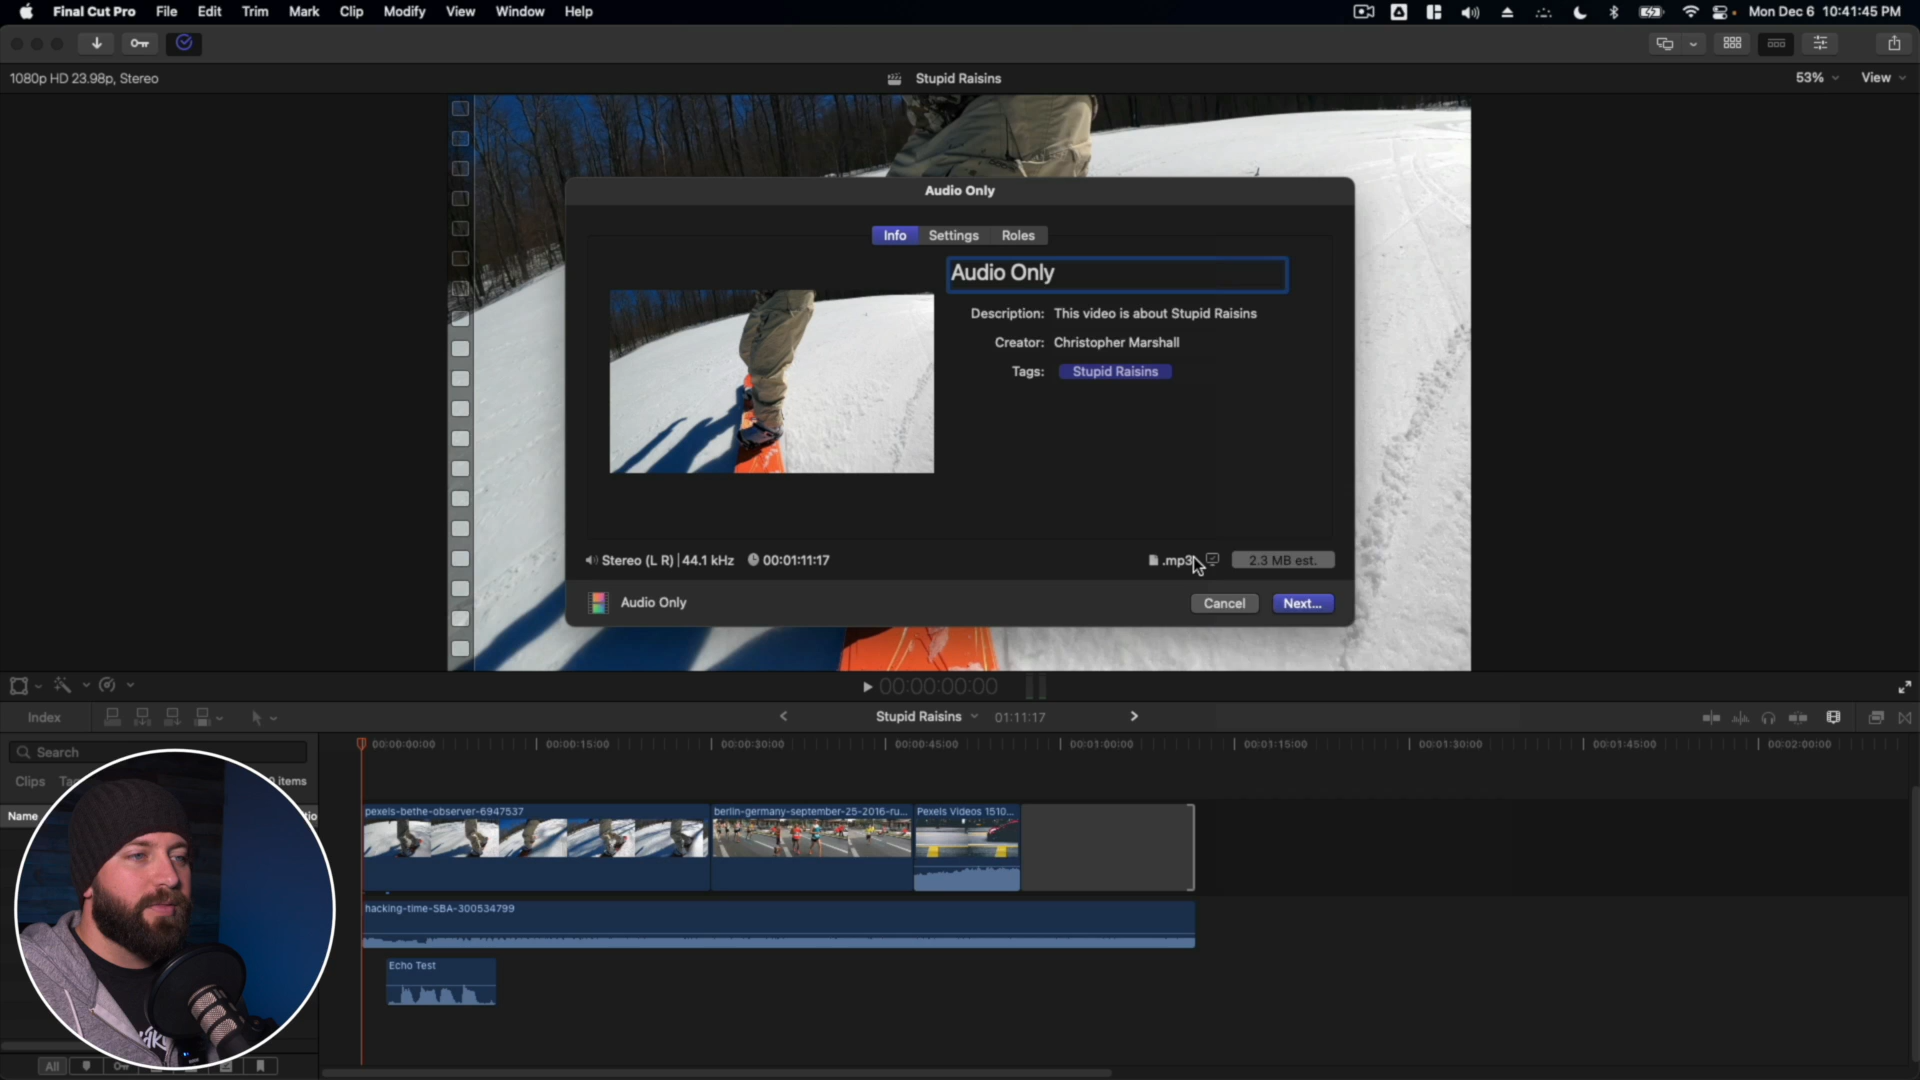 Final Cut Pro File Edit Trim Mark Clip Modify View Window Help Mon Dec 6 10:41:45 PM
1080p HD 23.98p, Stereo Stupid Raisins 53% View
Audio Only
Info Settings Roles
Audio Only
Description: This video is about Stupid Raisins
Creator: Christopher Marshall
Tags: Stupid Raisins
Stereo (L R) | 44.1 kHz 00:01:11:17 .mp3 2.3 MB est.
Audio Only Cancel Next...
00:00:00:00
Index Stupid Raisins 01:11:17
Search 00:00:00:00 00:00:15:00 00:00:30:00 00:00:45:00 00:01:00:00 00:01:15:00 00:01:30:00 00:01:45:00 00:02:00:00
Clips items
Name pexels-bethe-observer-6947537 berlin-germany-september-25-2016-ru... Pexels Videos 1510...
hacking-time-SBA-300534799
Echo Test
All